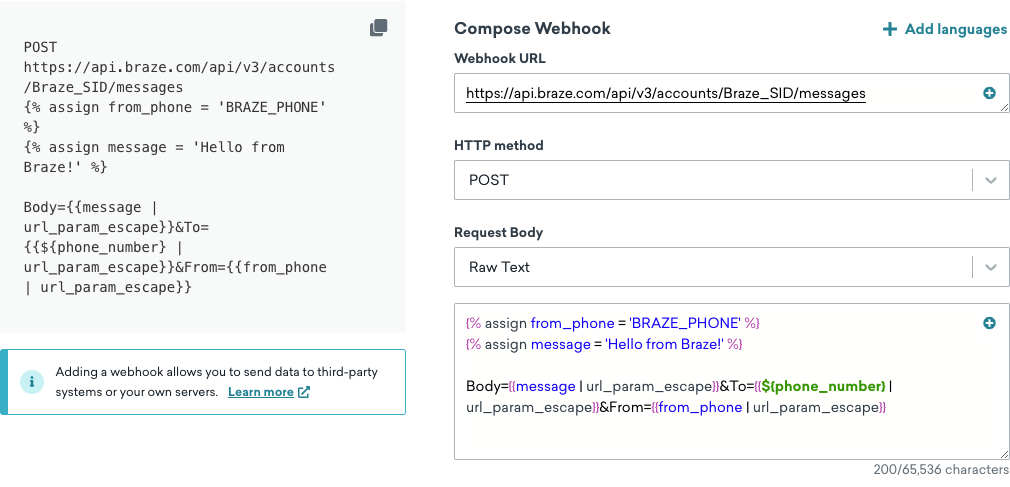 POST
https://api.braze.com/api/v3/accounts
/Braze_SID/messages
{% assign from_phone = 'BRAZE_PHONE'
%}
{% assign message = 'Hello from
Braze!' %}
Body={{message |
url_param_escape}}&To=
{{${phone_number} |
url_param_escape}}&From={{from_phone
| url_param_escape}}
Adding a webhook allows you to send data to third-party
systems or your own servers. Learn more
Compose Webhook
Add languages
Webhook URL
https://api.braze.com/api/v3/accounts/Braze_SID/messages
HTTP method
POST
Request Body
Raw Text
{% assign from_phone = 'BRAZE_PHONE' %}
{% assign message = 'Hello from Braze!' %}
Body={{message | url_param_escape}}&To={{${phone_number} |
url_param_escape}}&From={{from_phone | url_param_escape}}
200/65,536 characters